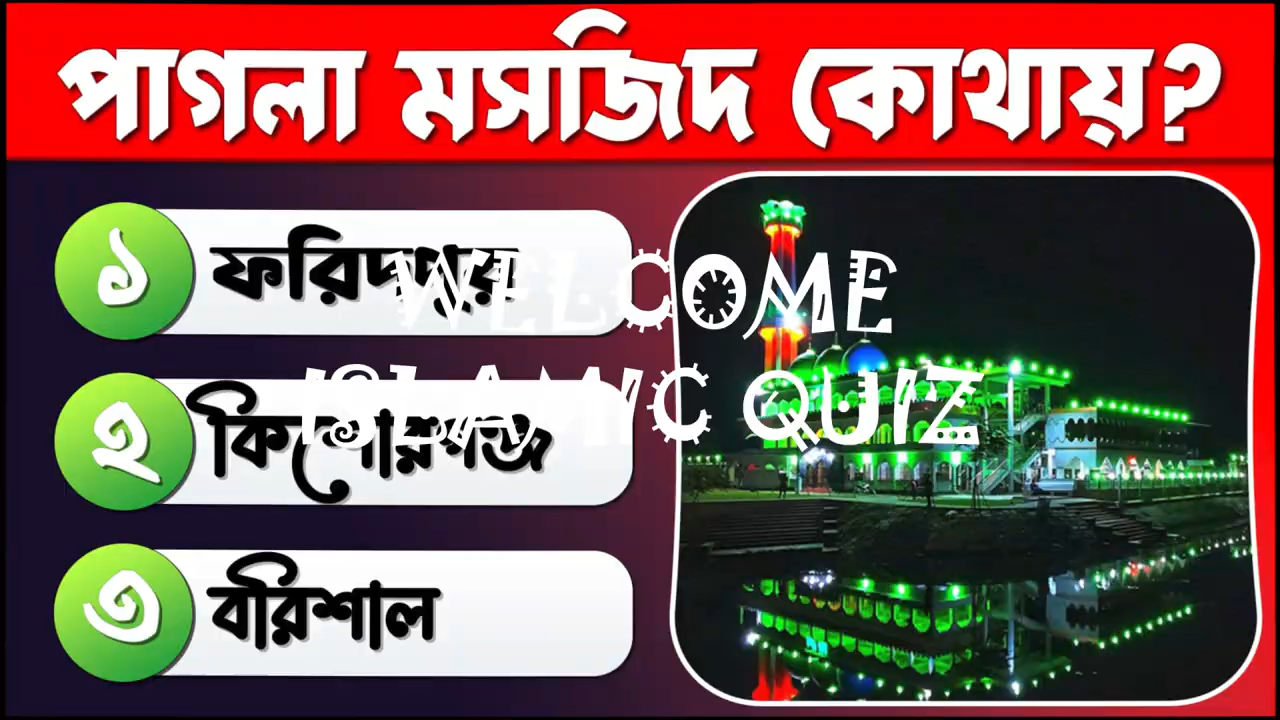 পাগলা মসজিদ কোথায়?
১ ফরিদপুর
WELCOME
ISLAMIC QUIZ
২ কিশোরগঞ্জ
৩ বরিশাল